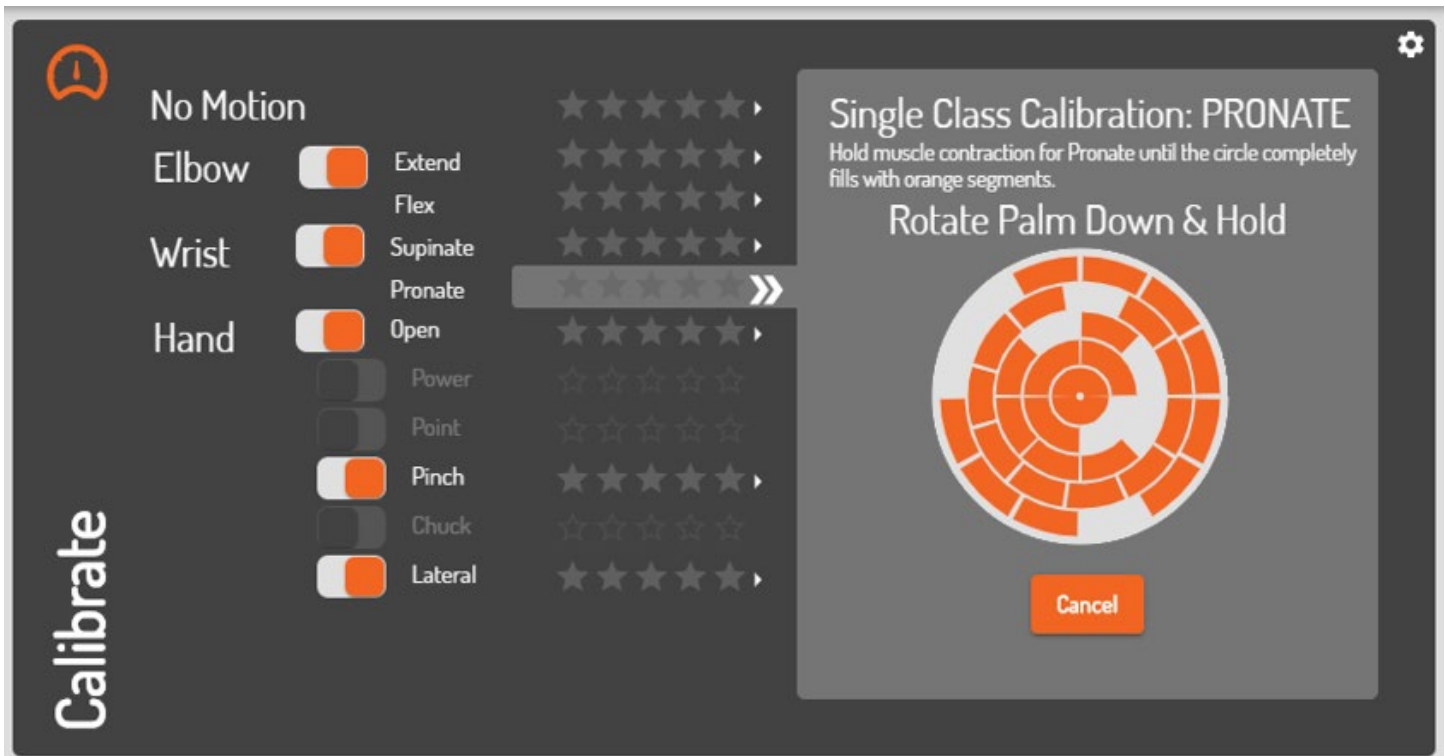 No Motion
Elbow
Extend
Flex
Wrist
Supinate
Pronate
Hand
Open
Power
Point
Pinch
Chuck
Lateral
Calibrate
Single Class Calibration: PRONATE
Hold muscle contraction for Pronate until the circle completely
fills with orange segments.
Rotate Palm Down & Hold
Cancel